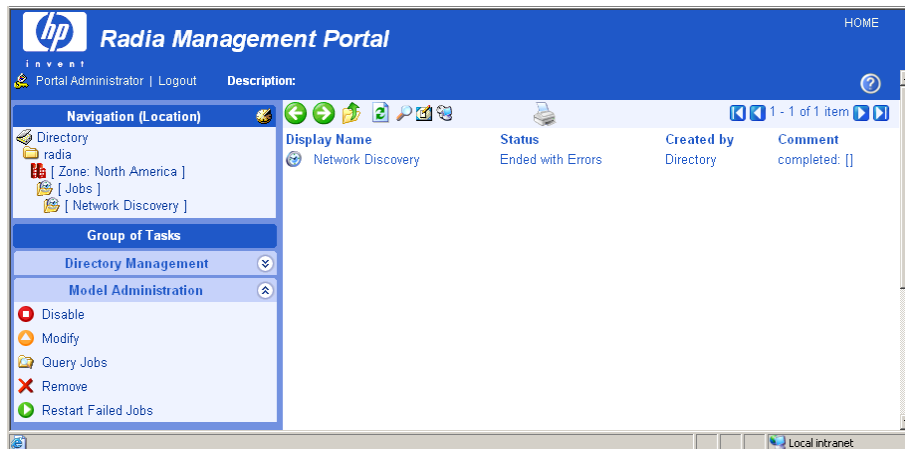 hp
invent
Radia Management Portal
HOME
Portal Administrator | Logout Description:
Navigation (Location)
Directory
radia
[ Zone: North America ]
[ Jobs ]
[ Network Discovery ]
Group of Tasks
Directory Management
Model Administration
Disable
Modify
Query Jobs
Remove
Restart Failed Jobs
1 - 1 of 1 item
Display Name Status Created by Comment
Network Discovery Ended with Errors Directory completed: []
Local intranet